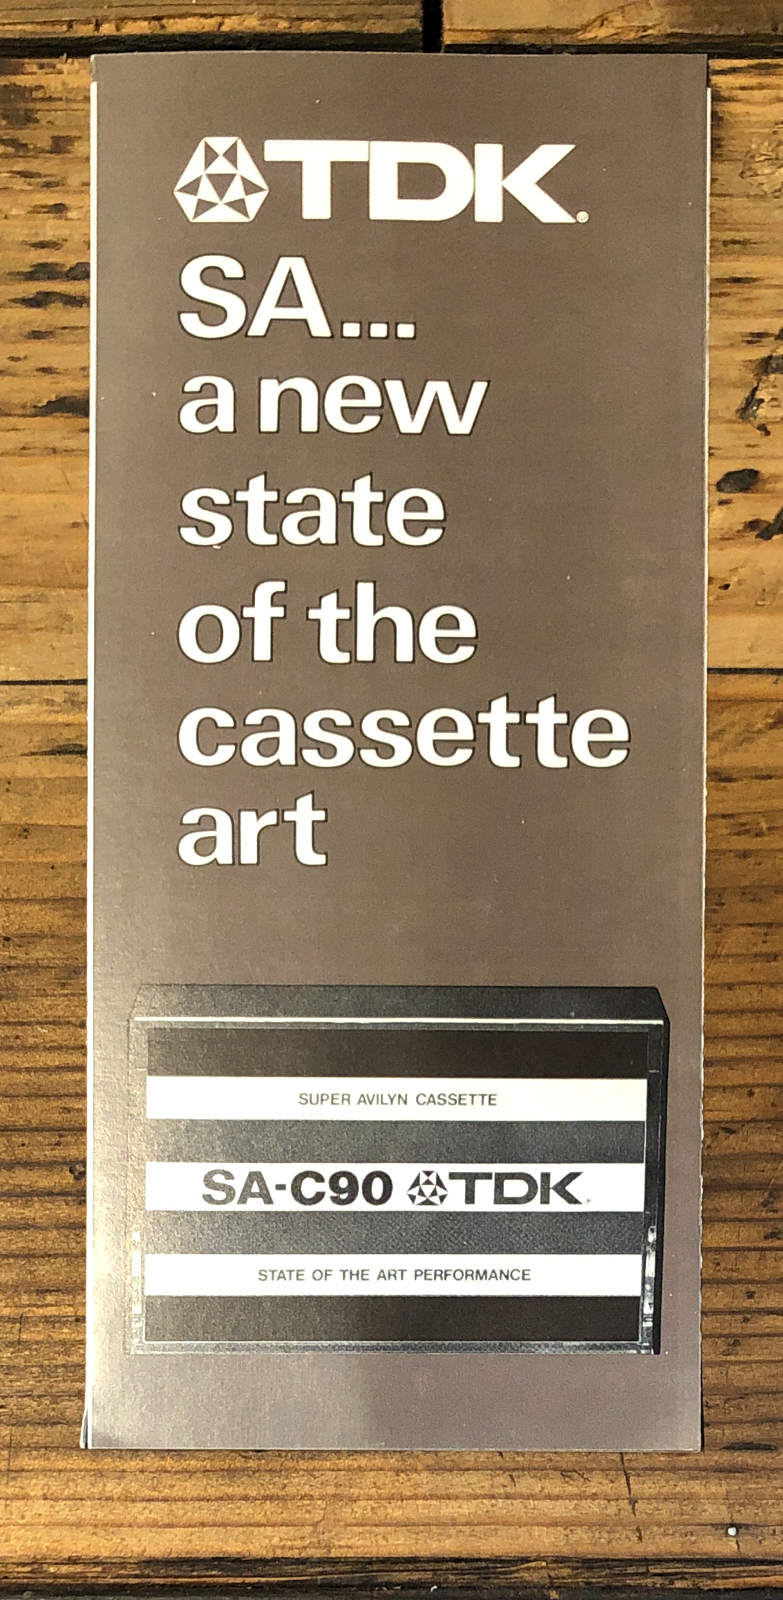 TDK®
SA...
a new
state
of the
cassette
art
SUPER AVILYN CASSETTE
SA-C90 TDK
STATE OF THE ART PERFORMANCE